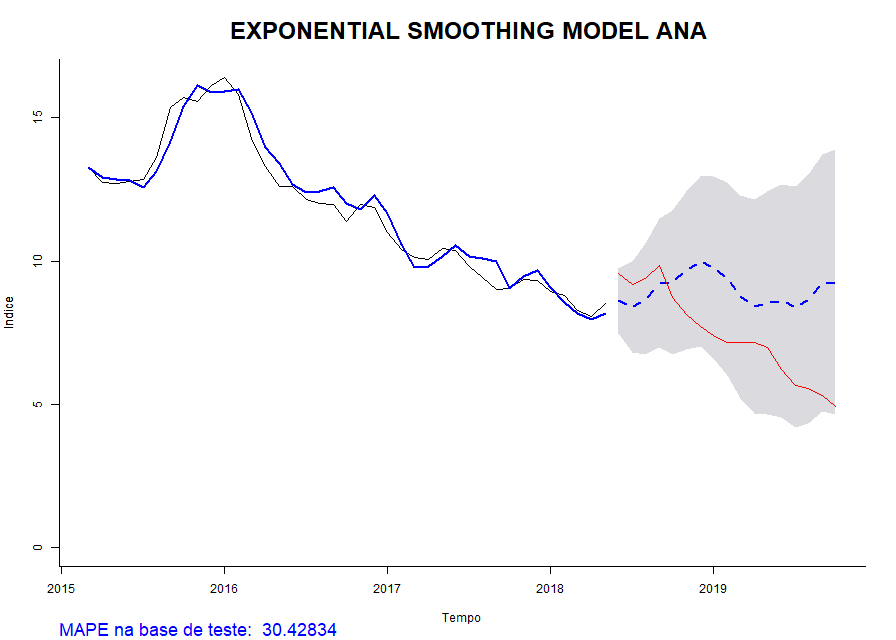 EXPONENTIAL SMOOTHING MODEL ANA
15
10
5
0
Indice
2015 2016 2017 2018 2019
Tempo
MAPE na base de teste: 30.42834